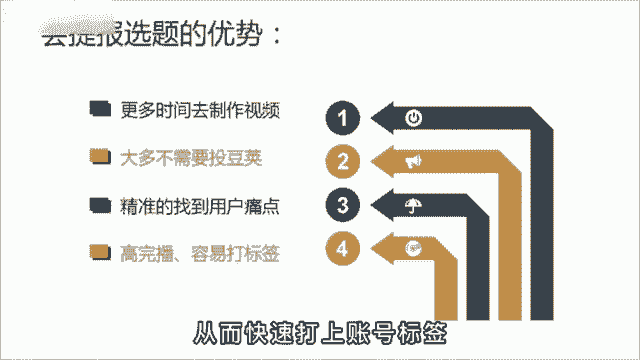 会提报选题的优势：
更多时间去制作视频
大多不需要投豆荚
精准的找到用户痛点
高完播、容易打标签
1
2
3
4
从而快速打上账号标签